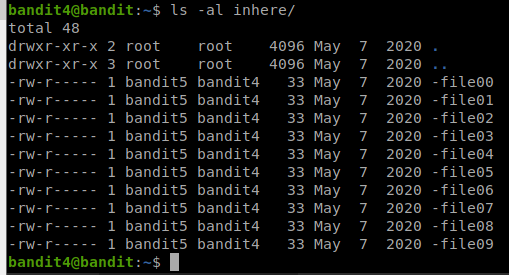 bandit4@bandit:~$ ls -al inhere/
total 48
drwxr-xr-x 2 root    root    4096 May  7  2020 .
drwxr-xr-x 3 root    root    4096 May  7  2020 ..
-rw-r----- 1 bandit5 bandit4   33 May  7  2020 -file00
-rw-r----- 1 bandit5 bandit4   33 May  7  2020 -file01
-rw-r----- 1 bandit5 bandit4   33 May  7  2020 -file02
-rw-r----- 1 bandit5 bandit4   33 May  7  2020 -file03
-rw-r----- 1 bandit5 bandit4   33 May  7  2020 -file04
-rw-r----- 1 bandit5 bandit4   33 May  7  2020 -file05
-rw-r----- 1 bandit5 bandit4   33 May  7  2020 -file06
-rw-r----- 1 bandit5 bandit4   33 May  7  2020 -file07
-rw-r----- 1 bandit5 bandit4   33 May  7  2020 -file08
-rw-r----- 1 bandit5 bandit4   33 May  7  2020 -file09
bandit4@bandit:~$